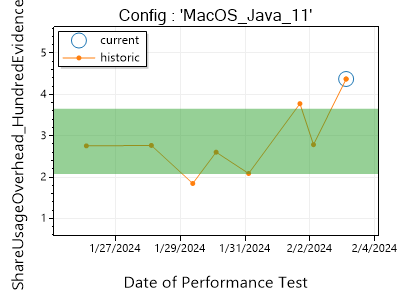 Config : 'MacOS_Java_11'
current
historic
ShareUsageOverhead_HundredEvidence
5
4
3
2
1
1/27/2024
1/29/2024
1/31/2024
2/2/2024
2/4/2024
Date of Performance Test